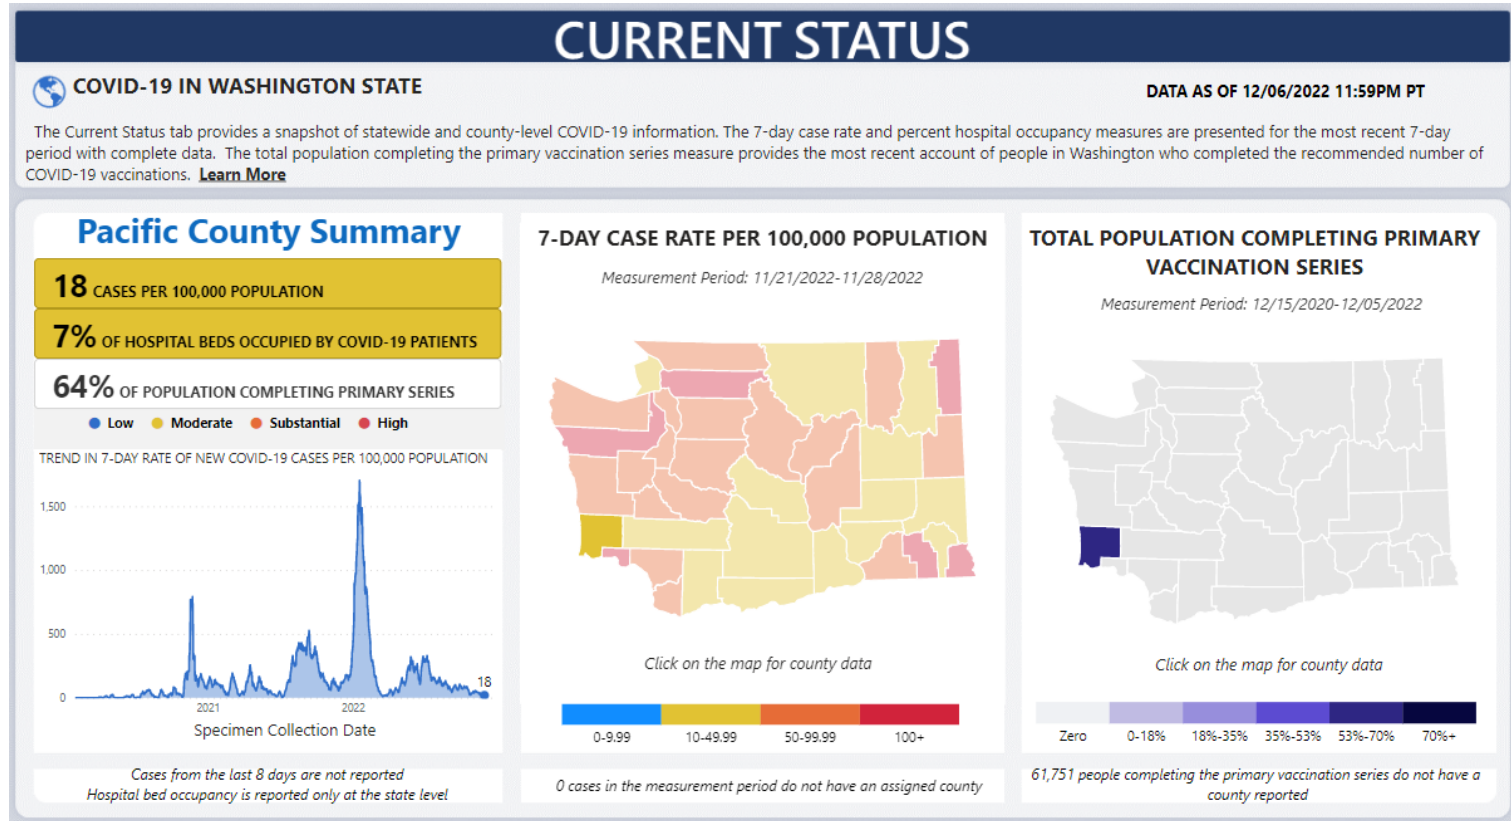 CURRENT STATUS
COVID-19 IN WASHINGTON STATE
DATA AS OF 12/06/2022 11:59PM PT
The Current Status tab provides a snapshot of statewide and county-level COVID-19 information. The 7-day case rate and percent hospital occupancy measures are presented for the most recent 7-day
period with complete data.  The total population completing the primary vaccination series measure provides the most recent account of people in Washington who completed the recommended number of
COVID-19 vaccinations.  Learn More
Pacific County Summary
18 CASES PER 100,000 POPULATION
7% OF HOSPITAL BEDS OCCUPIED BY COVID-19 PATIENTS
64% OF POPULATION COMPLETING PRIMARY SERIES
Low Moderate Substantial High
TREND IN 7-DAY RATE OF NEW COVID-19 CASES PER 100,000 POPULATION
1,500
1,000
500
0
18
2021 2022
Specimen Collection Date
Cases from the last 8 days are not reported
Hospital bed occupancy is reported only at the state level
7-DAY CASE RATE PER 100,000 POPULATION
Measurement Period: 11/21/2022-11/28/2022
Click on the map for county data
0-9.99 10-49.99 50-99.99 100+
0 cases in the measurement period do not have an assigned county
TOTAL POPULATION COMPLETING PRIMARY
VACCINATION SERIES
Measurement Period: 12/15/2020-12/05/2022
Click on the map for county data
Zero 0-18% 18%-35% 35%-53% 53%-70% 70%+
61,751 people completing the primary vaccination series do not have a
county reported